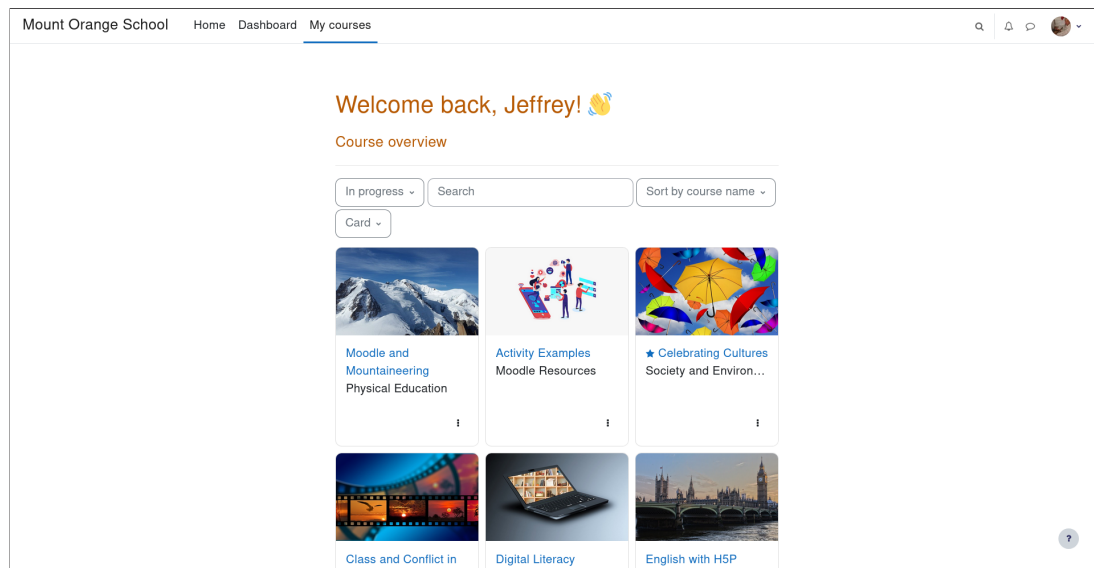 Mount Orange School Home Dashboard My courses
Welcome back, Jeffrey! 👋
Course overview
In progress Search Sort by course name
Card
Moodle and
Mountaineering
Physical Education
Activity Examples
Moodle Resources
★ Celebrating Cultures
Society and Environ...
Class and Conflict in
Digital Literacy
English with H5P
?